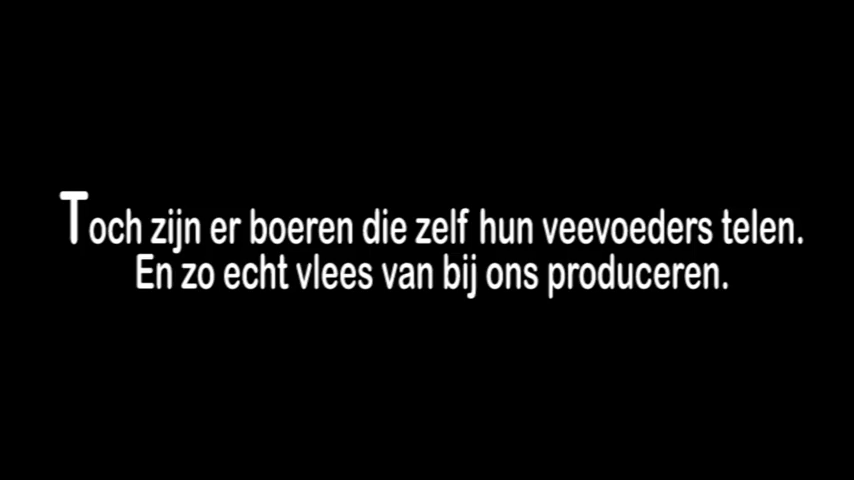 Toch zijn er boeren die zelf hun veevoeders telen.
En zo echt vlees van bij ons produceren.